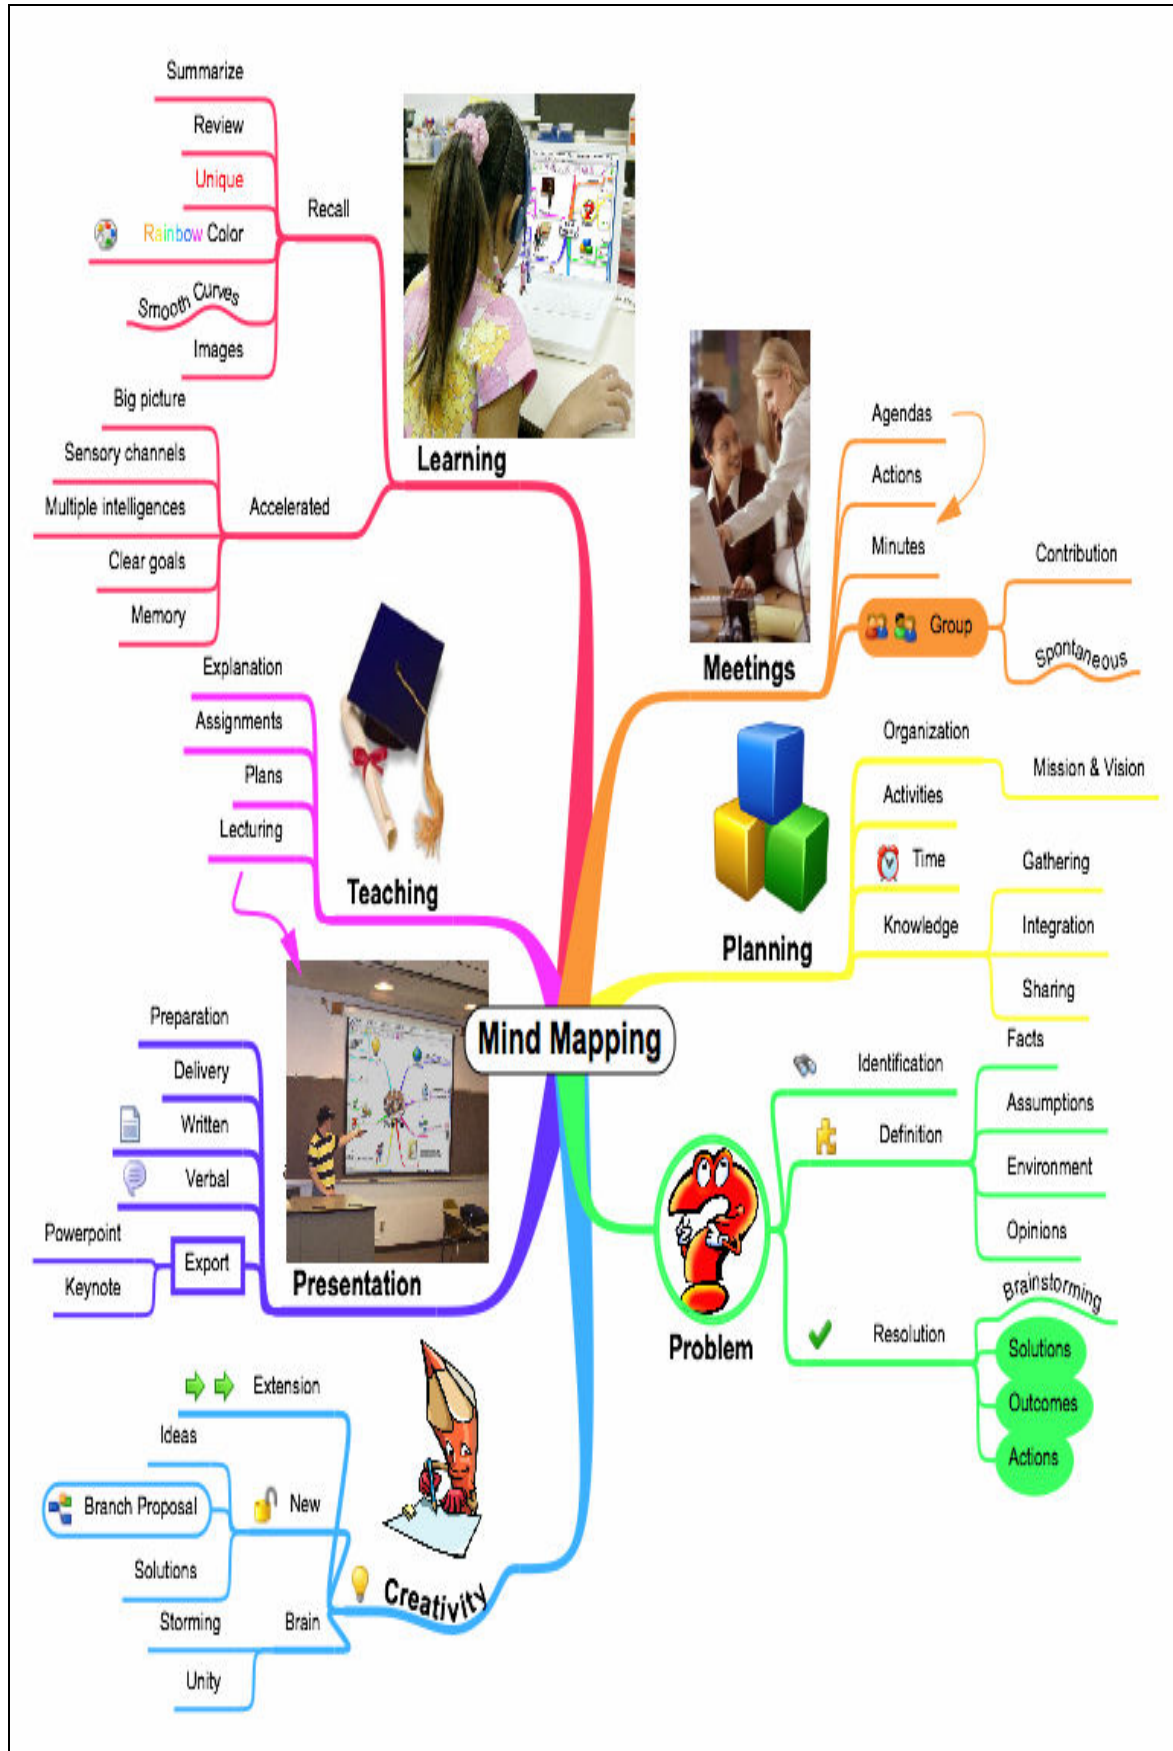 Summarize
Review
Unique
Rainbow Color
Smooth Curves
Images
Recall
Big picture
Sensory channels
Multiple intelligences
Clear goals
Memory
Accelerated
Learning
Explanation
Assignments
Plans
Lecturing
Teaching
Preparation
Delivery
Written
Verbal
Export
Powerpoint
Keynote
Presentation
Extension
Ideas
Branch Proposal
Solutions
New
Storming
Unity
Brain
Creativity
Mind Mapping
Meetings
Agendas
Actions
Minutes
Group
Contribution
Spontaneous
Planning
Organization
Mission & Vision
Activities
Time
Knowledge
Gathering
Integration
Sharing
Problem
Identification
Definition
Facts
Assumptions
Environment
Opinions
Resolution
Brainstorming
Solutions
Outcomes
Actions